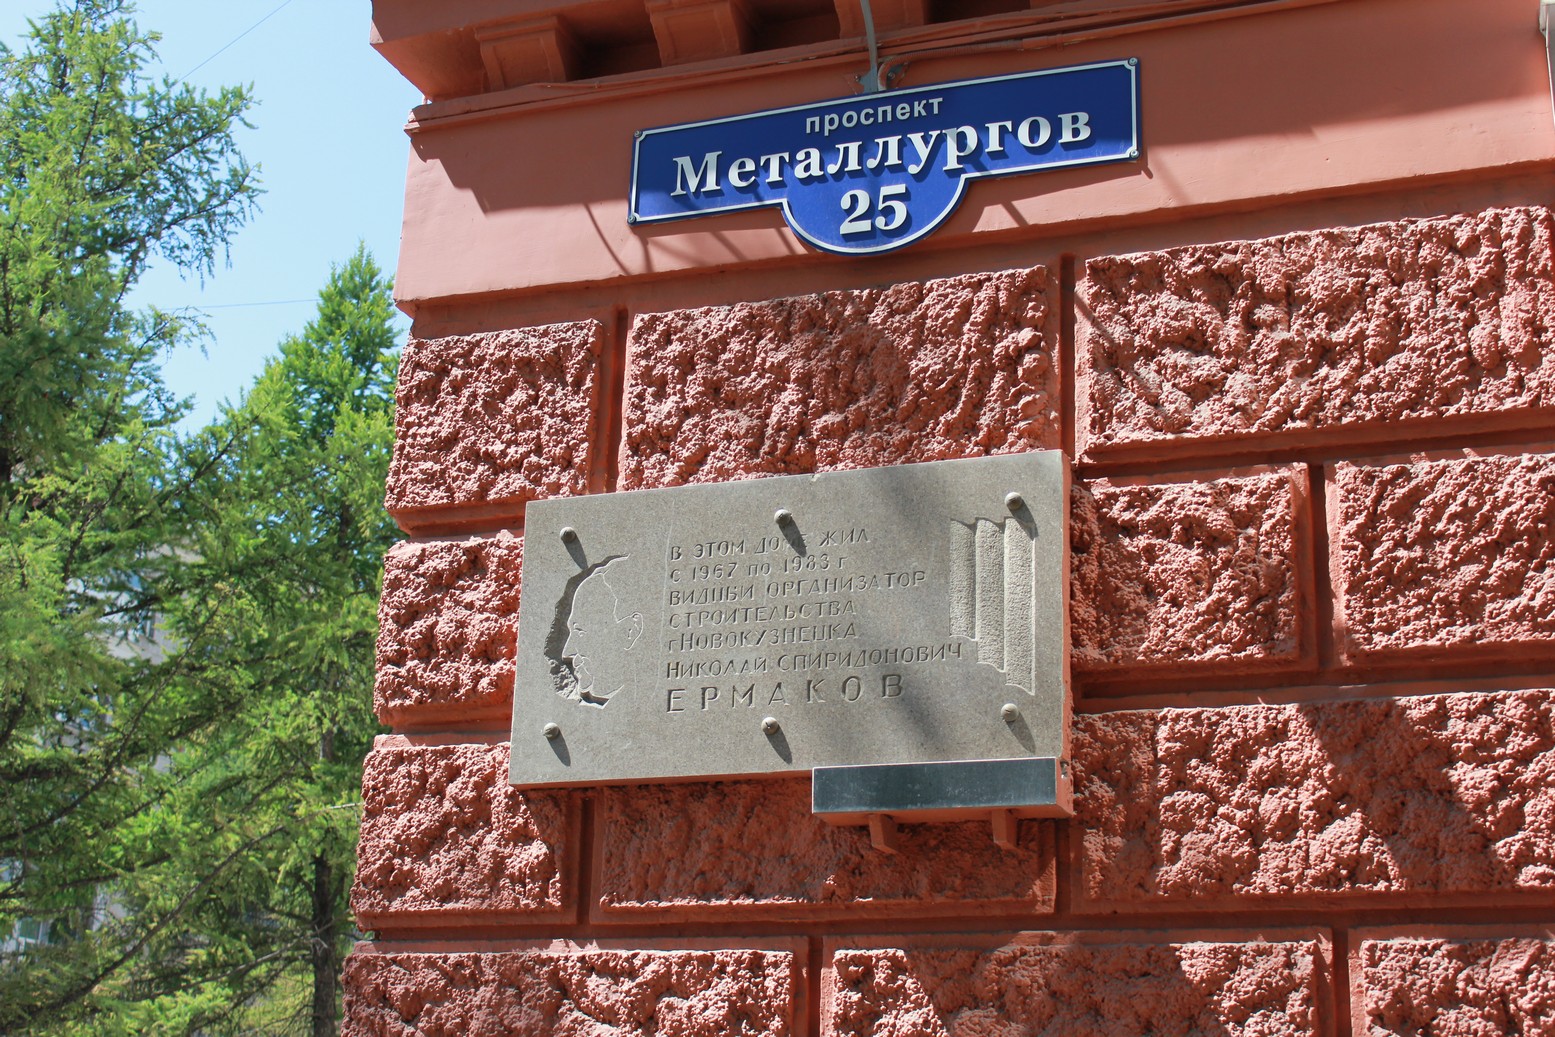 проспект
Металлургов
25
В ЭТОМ ДОМЕ ЖИЛ
С 1967 ПО 1983 Г
ВИДНЫЙ ОРГАНИЗАТОР
СТРОИТЕЛЬСТВА
г НОВОКУЗНЕЦКА
НИКОЛАЙ СПИРИДОНОВИЧ
ЕРМАКОВ